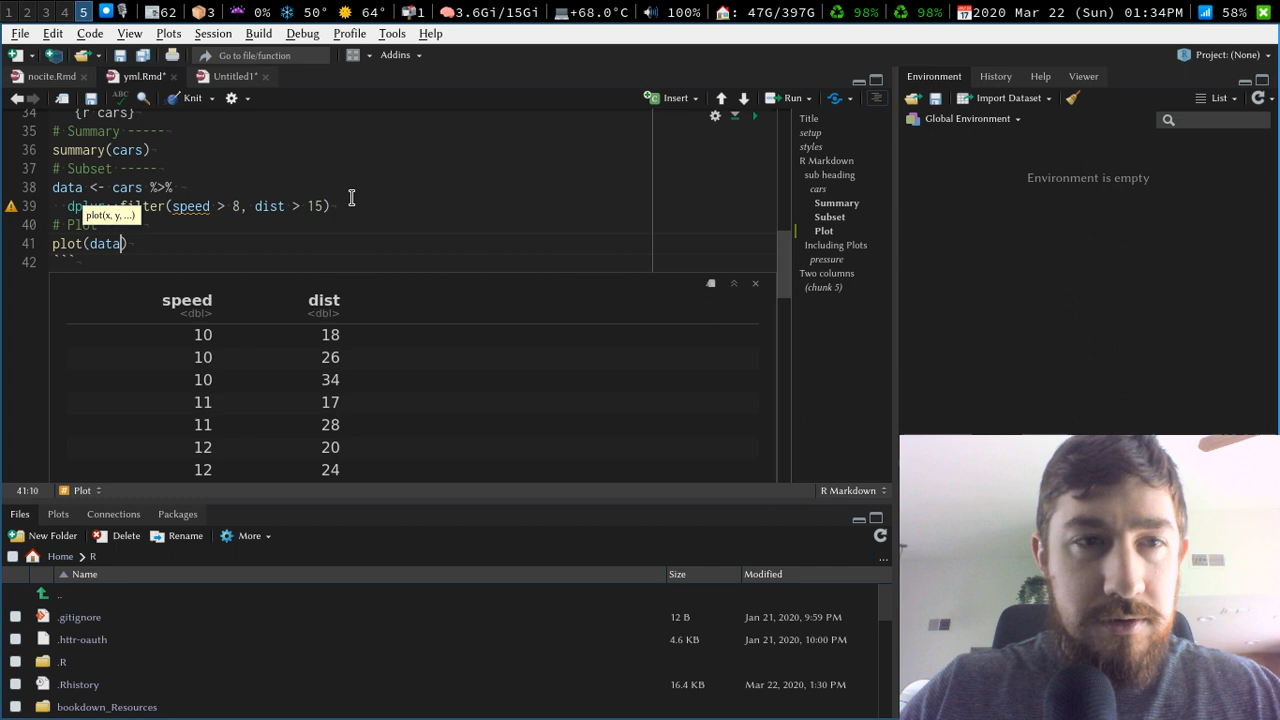 1 2 3 4 5 62 3 50° 64° 1 3.6Gi/15Gi +68.0°C 100% : 47G/397G 98% 98% 2020 Mar 22 (Sun) 01:34PM 58%
File Edit Code View Plots Session Build Debug Profile Tools Help
Go to file/function Addins Project: (None)
nocite.Rmd yml.Rmd* Untitled1*
Knit Insert Run
34 {r cars}
35 # Summary -----
36 summary(cars)
37 # Subset -----
38 data <- cars %>%
39 dplyr::filter(speed > 8, dist > 15)
plot(x, y, ...)
40 # Plot
41 plot(data)
42 ```
speed dist
<dbl> <dbl>
10 18
10 26
10 34
11 17
11 28
12 20
12 24
41:10 Plot R Markdown
Title
setup
styles
R Markdown
sub heading
cars
Summary
Subset
Plot
Including Plots
pressure
Two columns
(chunk 5)
Environment History Help Viewer
Import Dataset List
Global Environment
Environment is empty
Files Plots Connections Packages
New Folder Delete Rename More
Home R ...
Name Size Modified
..
.gitignore 12 B Jan 21, 2020, 9:59 PM
.httr-oauth 4.6 KB Jan 21, 2020, 10:00 PM
.R
.Rhistory 16.4 KB Mar 22, 2020, 1:30 PM
bookdown_Resources